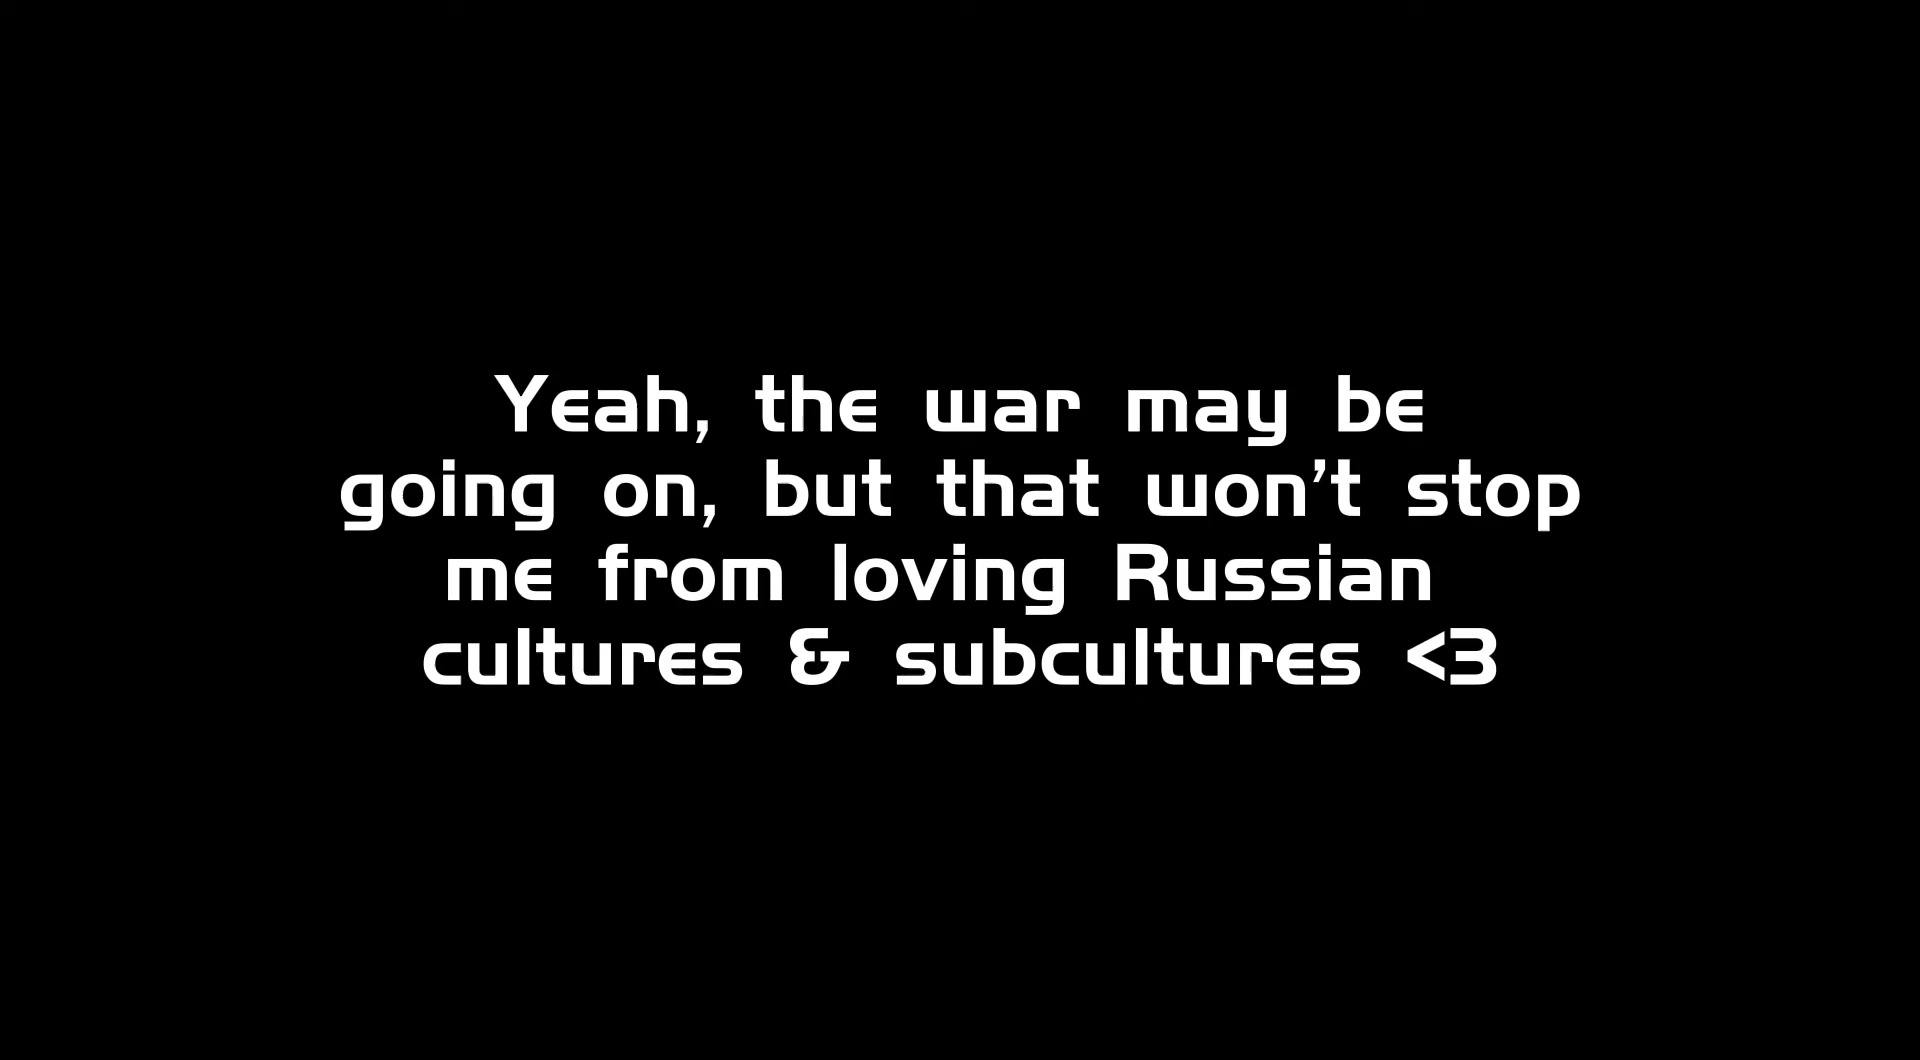 Yeah, the war may be
going on, but that won't stop
me from loving Russian
cultures & subcultures <3